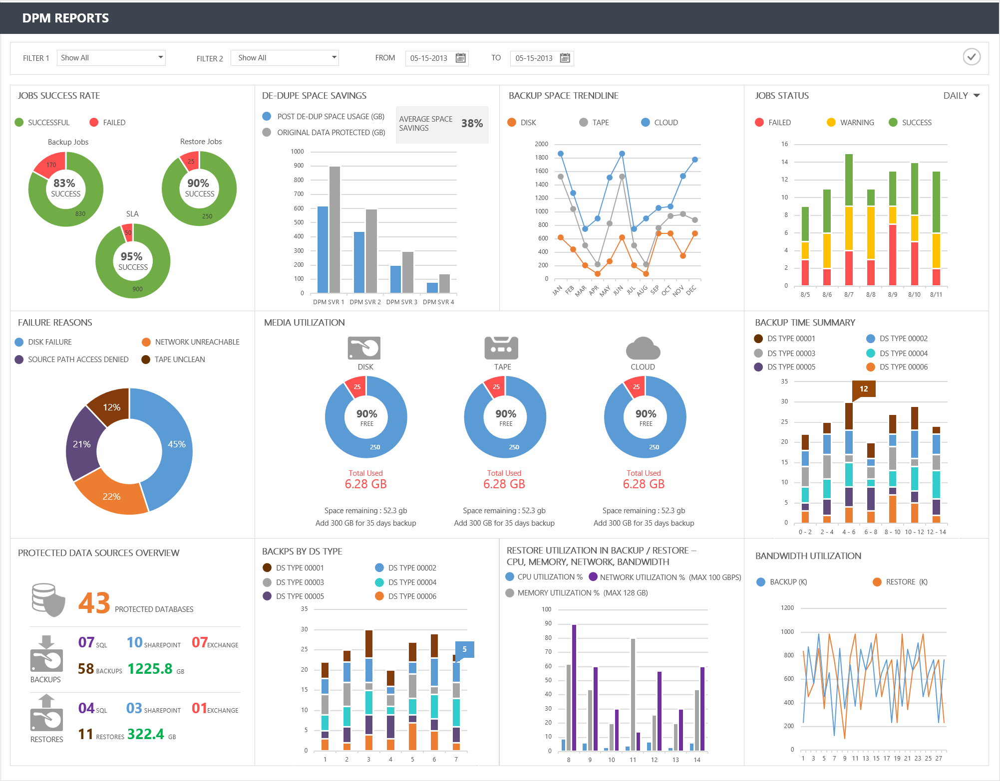 DPM REPORTS
FILTER 1 Show All FILTER 2 Show All FROM 05-15-2013 TO 05-15-2013
JOBS SUCCESS RATE
SUCCESSFUL FAILED
Backup Jobs
170
83%
SUCCESS
830
Restore Jobs
25
90%
SUCCESS
250
SLA
50
95%
SUCCESS
900
DE-DUPE SPACE SAVINGS
POST DE-DUP SPACE USAGE (GB)
ORIGINAL DATA PROTECTED (GB)
AVERAGE SPACE
SAVINGS
38%
1000
900
800
700
600
500
400
300
200
100
0
DPM SVR 1 DPM SVR 2 DPM SVR 3 DPM SVR 4
BACKUP SPACE TRENDLINE
DISK TAPE CLOUD
2000
1800
1600
1400
1200
1000
800
600
400
200
0
JAN FEB MAR APR MAY JUN JUL AUG SEP OCT NOV DEC
JOBS STATUS DAILY
FAILED WARNING SUCCESS
16
14
12
10
8
6
4
2
0
8/5 8/6 8/7 8/8 8/9 8/10 8/11
FAILURE REASONS
DISK FAILURE NETWORK UNREACHABLE
SOURCE PATH ACCESS DENIED TAPE UNCLEAN
12%
45%
21%
22%
MEDIA UTILIZATION
DISK
25
90%
FREE
250
Total Used
6.28 GB
Space remaining : 52.3 gb
Add 300 GB for 35 days backup
TAPE
25
90%
FREE
250
Total Used
6.28 GB
Space remaining : 52.3 gb
Add 300 GB for 35 days backup
CLOUD
25
90%
FREE
250
Total Used
6.28 GB
Space remaining : 52.3 gb
Add 300 GB for 35 days backup
BACKUP TIME SUMMARY
DS TYPE 00001 DS TYPE 00002
DS TYPE 00003 DS TYPE 00004
DS TYPE 00005 DS TYPE 00006
12
35
30
25
20
15
10
5
0
0 - 2 2 - 4 4 - 6 6 - 8 8 - 10 10 - 12 12 - 14
PROTECTED DATA SOURCES OVERVIEW
43 PROTECTED DATABASES
07 SQL 10 SHAREPOINT 07 EXCHANGE
58 BACKUPS 1225.8 GB
BACKUPS
04 SQL 03 SHAREPOINT 01 EXCHANGE
11 RESTORES 322.4 GB
RESTORES
BACKPS BY DS TYPE
DS TYPE 00001 DS TYPE 00002
DS TYPE 00003 DS TYPE 00004
DS TYPE 00005 DS TYPE 00006
35
30
25
20
15
10
5
0
5
1 2 3 4 5 6 7
RESTORE UTILIZATION IN BACKUP / RESTORE –
CPU, MEMORY, NETWORK, BANDWIDTH
CPU UTILIZATION % NETWORK UTILIZATION % (MAX 100 GBPS)
MEMORY UTILIZATION % (MAX 128 GB)
100
90
80
70
60
50
40
30
20
10
0
8 9 10 11 12 13 14
BANDWIDTH UTILIZATION
BACKUP (K) RESTORE (K)
1200
1000
800
600
400
200
0
1 3 5 7 9 11 13 15 17 19 21 23 25 27